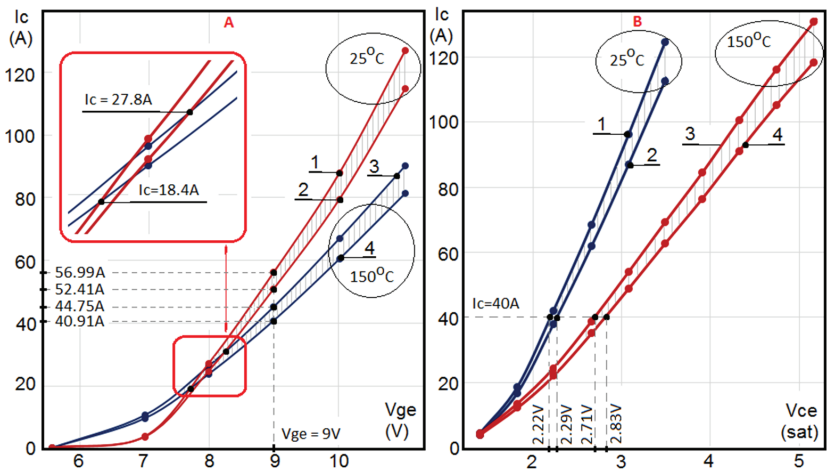 Ic
(A)
A
120
100
80
60
40
20
0
56.99A
52.41A
44.75A
40.91A
Ic = 27.8A
Ic=18.4A
25°C
150°C
1
2
3
4
Vge = 9V
Vge
(V)
6
7
8
9
10
Ic
(A)
B
120
100
80
60
40
20
0
25°C
150°C
1
2
3
4
Ic=40A
2.22V
2.29V
2.71V
2.83V
Vce
(sat)
2
3
4
5